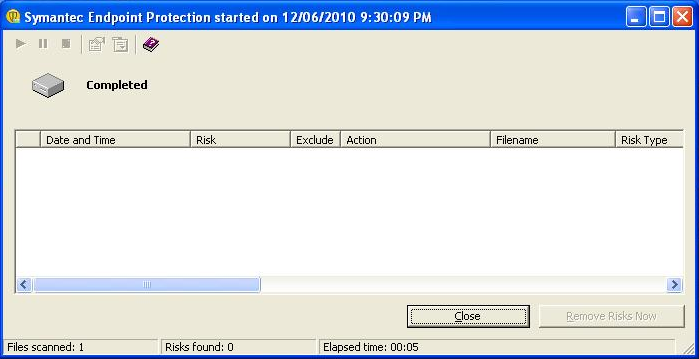 Symantec Endpoint Protection started on 12/06/2010 9:30:09 PM
Completed
Date and Time Risk Exclude Action Filename Risk Type
Close Remove Risks Now
Files scanned: 1 Risks found: 0 Elapsed time: 00:05